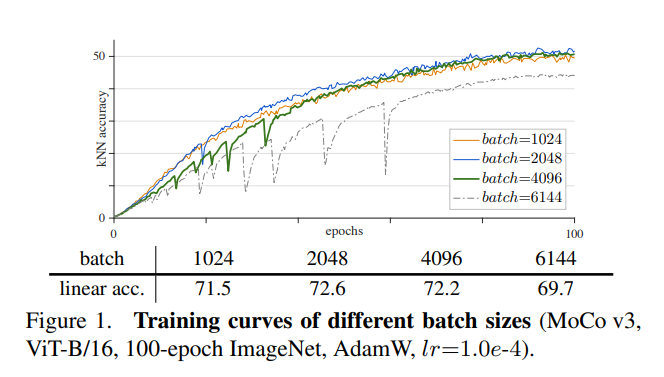 50
kNN accuracy
0
0
epochs
100
batch=1024
batch=2048
batch=4096
batch=6144
batch 1024 2048 4096 6144
linear acc. 71.5 72.6 72.2 69.7
Figure 1. Training curves of different batch sizes (MoCo v3,
ViT-B/16, 100-epoch ImageNet, AdamW, lr=1.0e-4).